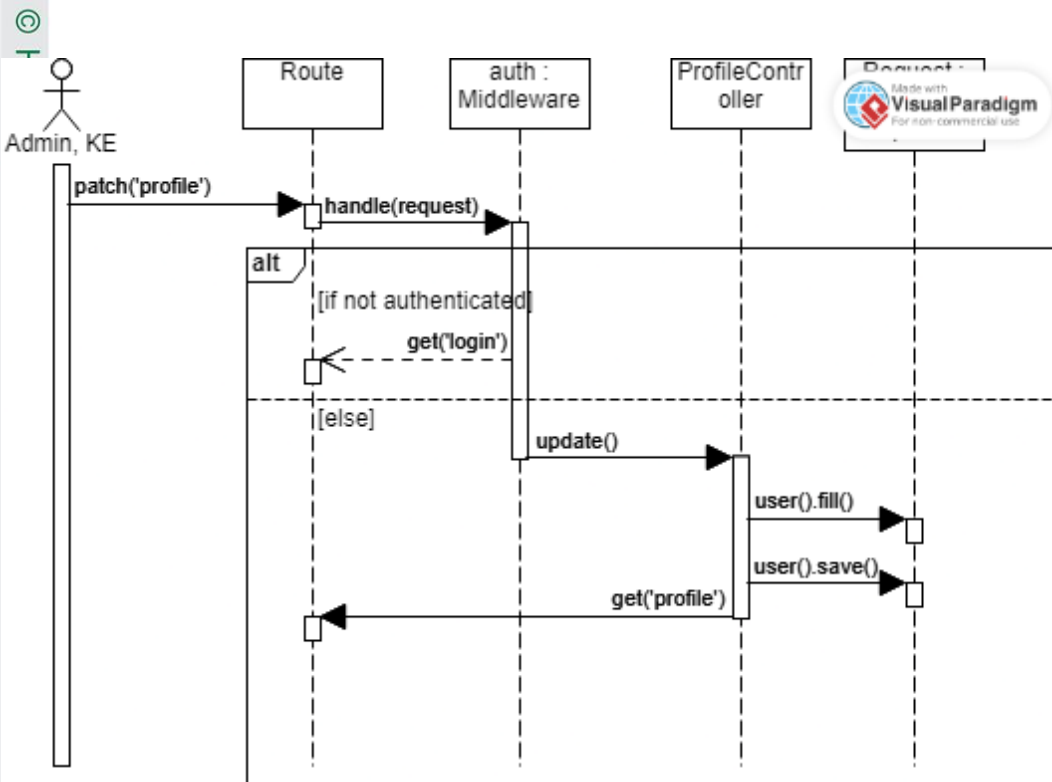 ©
Route
auth :
Middleware
ProfileContr
oller
Request :
Made with
Visual Paradigm
For non-commercial use
Admin, KE
patch('profile')
handle(request)
alt
[if not authenticated]
get('login')
[else]
update()
user().fill()
user().save()
get('profile')